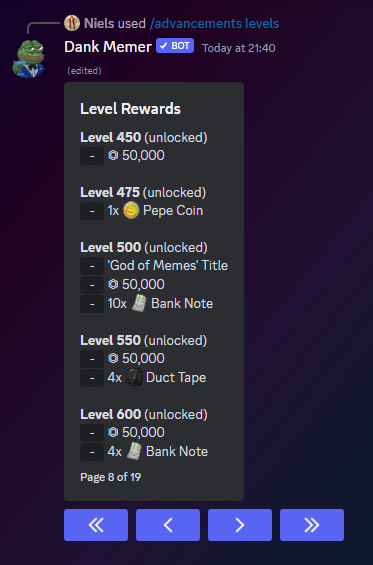 Niels used /advancements levels
Dank Memer ✔ BOT Today at 21:40
(edited)
Level Rewards
Level 450 (unlocked)
- ⏣ 50,000
Level 475 (unlocked)
- 1x Pepe Coin
Level 500 (unlocked)
- 'God of Memes' Title
- ⏣ 50,000
- 10x Bank Note
Level 550 (unlocked)
- ⏣ 50,000
- 4x Duct Tape
Level 600 (unlocked)
- ⏣ 50,000
- 4x Bank Note
Page 8 of 19